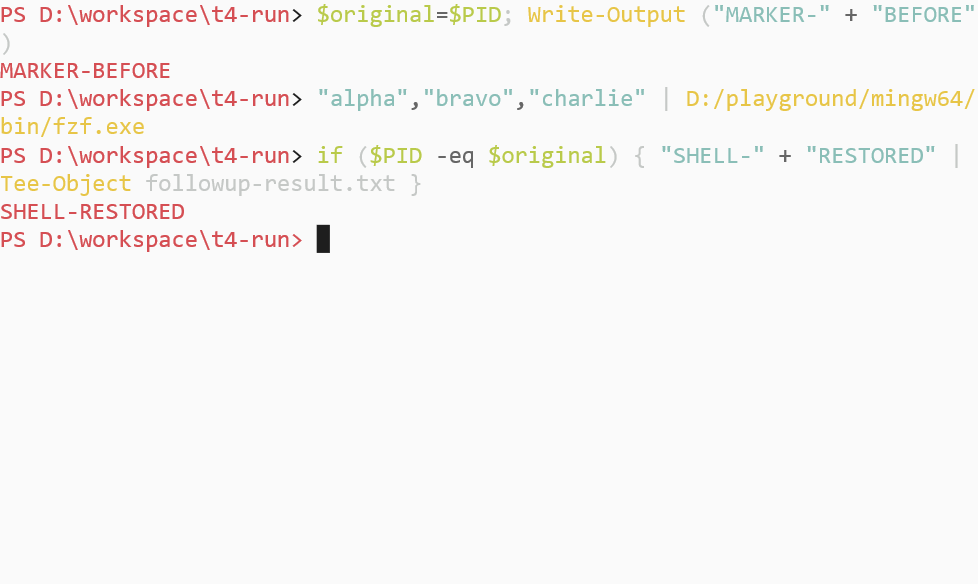 PS D:\workspace\t4-run> $original=$PID; Write-Output ("MARKER-" + "BEFORE"
)
MARKER-BEFORE
PS D:\workspace\t4-run> "alpha","bravo","charlie" | D:/playground/mingw64/
bin/fzf.exe
PS D:\workspace\t4-run> if ($PID -eq $original) { "SHELL-" + "RESTORED" |
Tee-Object followup-result.txt }
SHELL-RESTORED
PS D:\workspace\t4-run>